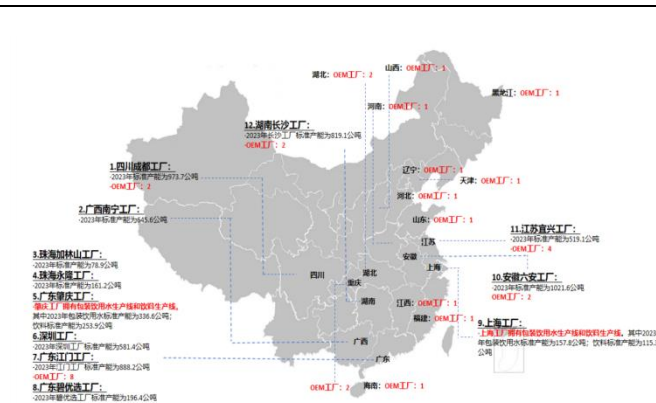 湖北：OEM工厂：2
山西：OEM工厂：1
黑龙江：OEM工厂：1
河南：OEM工厂：1
12.湖南长沙工厂：
-2023年长沙工厂标准产能为819.1公吨
-OEM工厂：2
1.四川成都工厂：
-2023年标准产能为973.7公吨
-OEM工厂：2
辽宁：OEM工厂：1
天津：OEM工厂：1
河北：OEM工厂：1
2.广西南宁工厂：
-2023年标准产能为645.6公吨
山东：OEM工厂：1
11.江苏宜兴工厂：
-2023年标准产能为519.1公吨
-OEM工厂：4
江苏
安徽
上海
3.珠海加林山工厂：
-2023年标准产能为78.9公吨
4.珠海永隆工厂：
-2023年标准产能为161.2公吨
5.广东肇庆工厂：
-肇庆工厂拥有包装饮用水生产线和饮料生产线，
其中2023年包装饮用水标准产能为336.8公吨；
饮料标准产能为253.9公吨
6.深圳工厂：
-2023年深圳工厂标准产能为581.4公吨
7.广东江门工厂：
-2023年江门工厂标准产能为888.2公吨
-OEM工厂：8
8.广东碧优选工厂：
-2023年碧优选工厂标准产能为196.4公吨
四川
湖北
重庆
湖南
江西：OEM工厂：1
福建：OEM工厂：1
广西
广东
OEM工厂：2
海南：OEM工厂：1
10.安徽六安工厂：
-2023年标准产能为1021.6公吨
OEM工厂：2
9.上海工厂：
-上海工厂拥有包装饮用水生产线和饮料生产线，其中2023
年包装饮用水标准产能为157.8公吨；饮料标准产能为115.
公吨